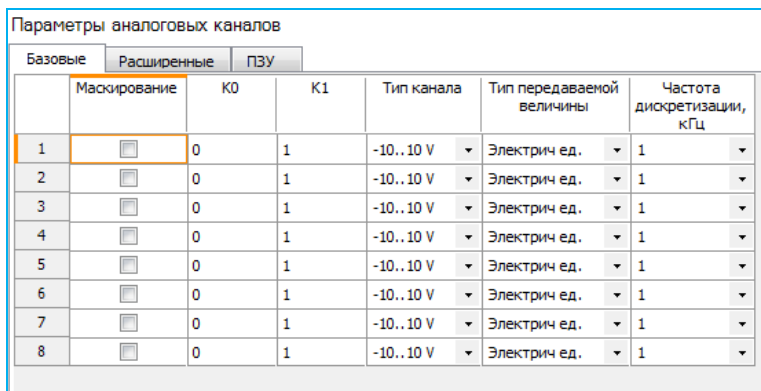 Параметры аналоговых каналов
Базовые Расширенные ПЗУ
Маскирование K0 K1 Тип канала Тип передаваемой величины Частота дискретизации, кГц
1 0 1 -10..10 V Электрич ед. 1
2 0 1 -10..10 V Электрич ед. 1
3 0 1 -10..10 V Электрич ед. 1
4 0 1 -10..10 V Электрич ед. 1
5 0 1 -10..10 V Электрич ед. 1
6 0 1 -10..10 V Электрич ед. 1
7 0 1 -10..10 V Электрич ед. 1
8 0 1 -10..10 V Электрич ед. 1